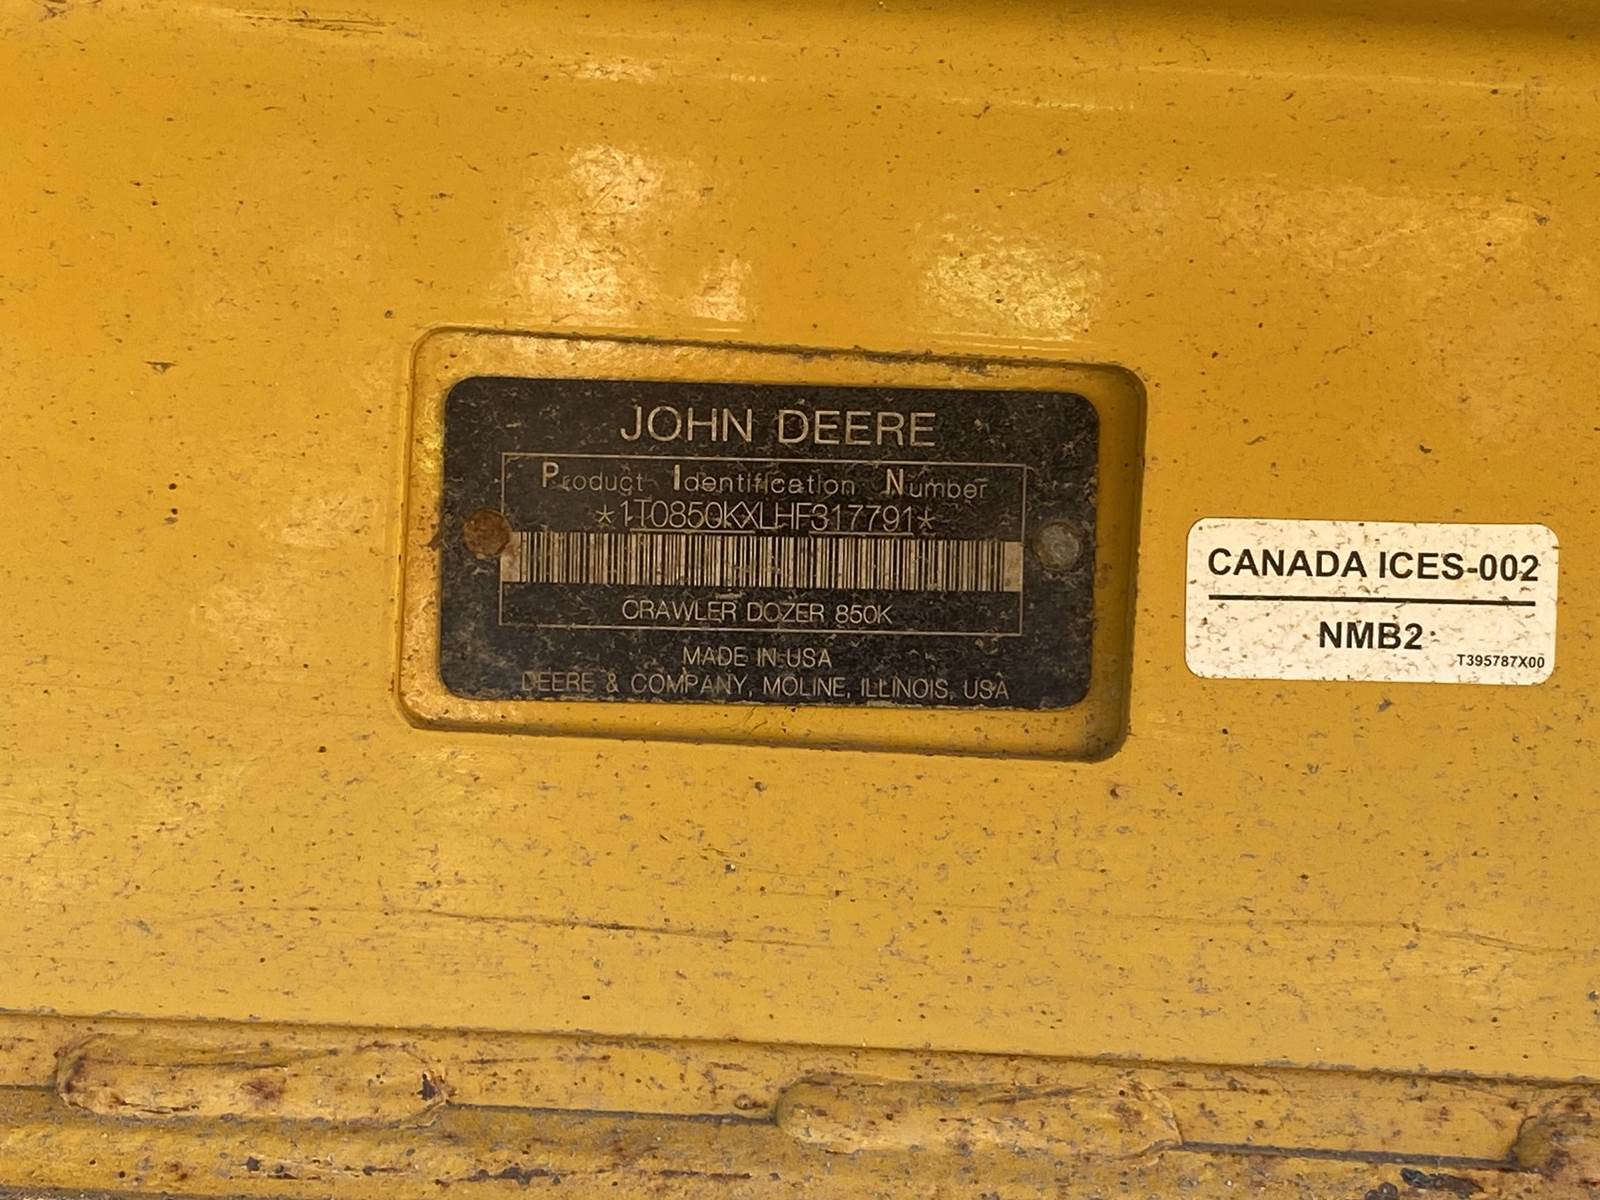 JOHN DEERE
Product Identification Number
*1T0850KXLHF317791*
CRAWLER DOZER 850K
MADE IN USA
DEERE & COMPANY, MOLINE, ILLINOIS, USA
CANADA ICES-002
NMB2
T395787X00